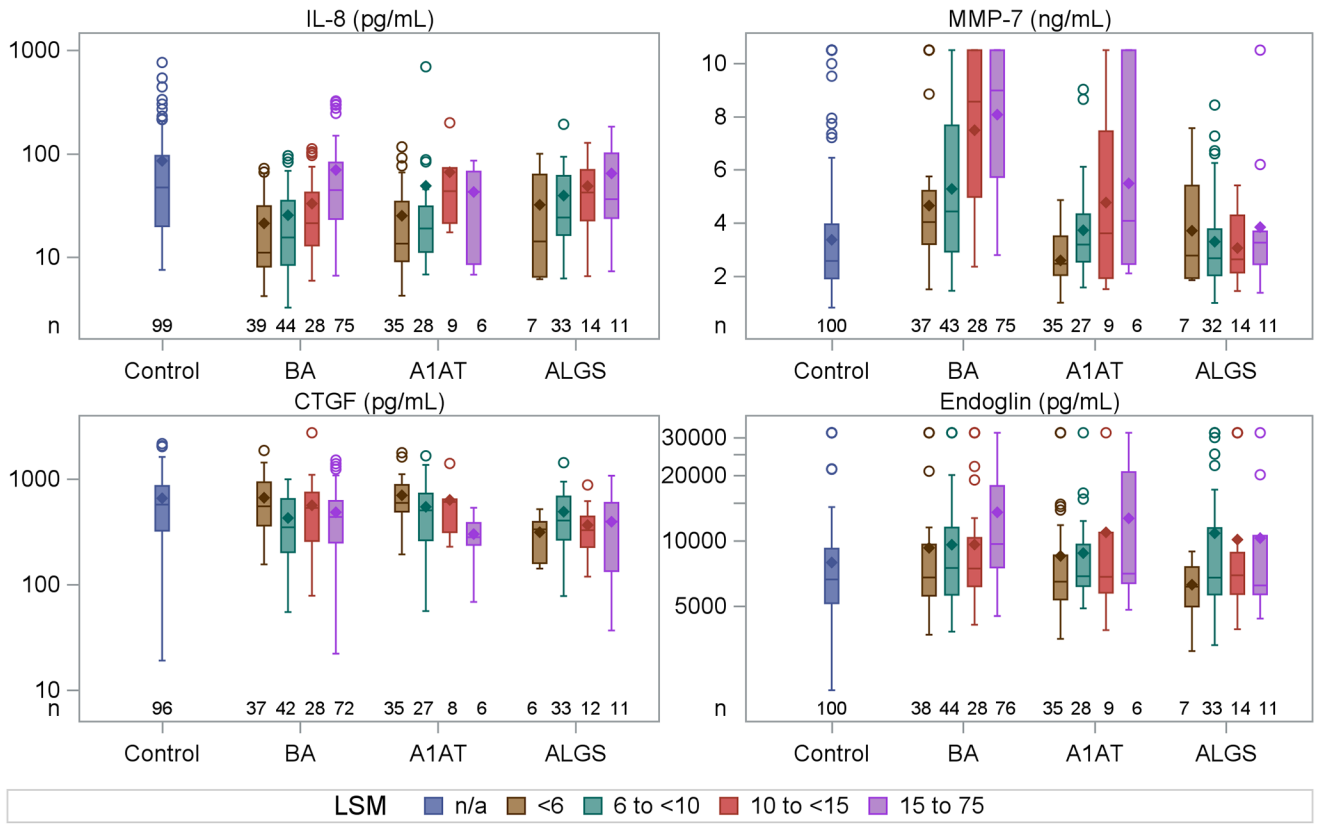 IL-8 (pg/mL)
1000
100
10
n 99 39 44 28 75 35 28 9 6 7 33 14 11
Control BA A1AT ALGS
MMP-7 (ng/mL)
10
8
6
4
2
n 100 37 43 28 75 35 27 9 6 7 32 14 11
Control BA A1AT ALGS
CTGF (pg/mL)
1000
100
10
n 96 37 42 28 72 35 27 8 6 6 33 12 11
Control BA A1AT ALGS
Endoglin (pg/mL)
30000
20000
10000
5000
n 100 38 44 28 76 35 28 9 6 7 33 14 11
Control BA A1AT ALGS
LSM n/a <6 6 to <10 10 to <15 15 to 75